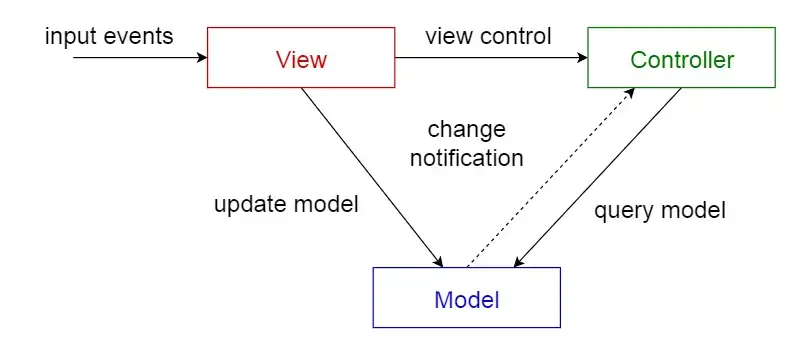 input events
View
view control
Controller
change
notification
update model
query model
Model